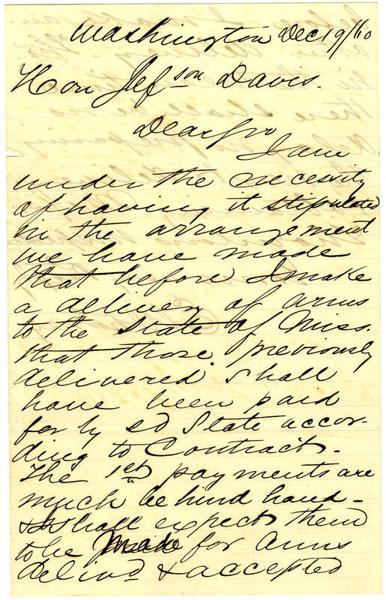 Washington Dec 19/60
Hon Jefson Davis.
Dear Sir
I am
under the necessity
of having it stipulated
in the arrangement
we have made
that before I make
a delivery of arms
to the State of Miss.
that those previously
delivered shall
have been paid
for by sd State accor-
ding to Contract.
The 1st payments are
much behind hand -
I shall expect them
to be made for arms
delivd & accepted